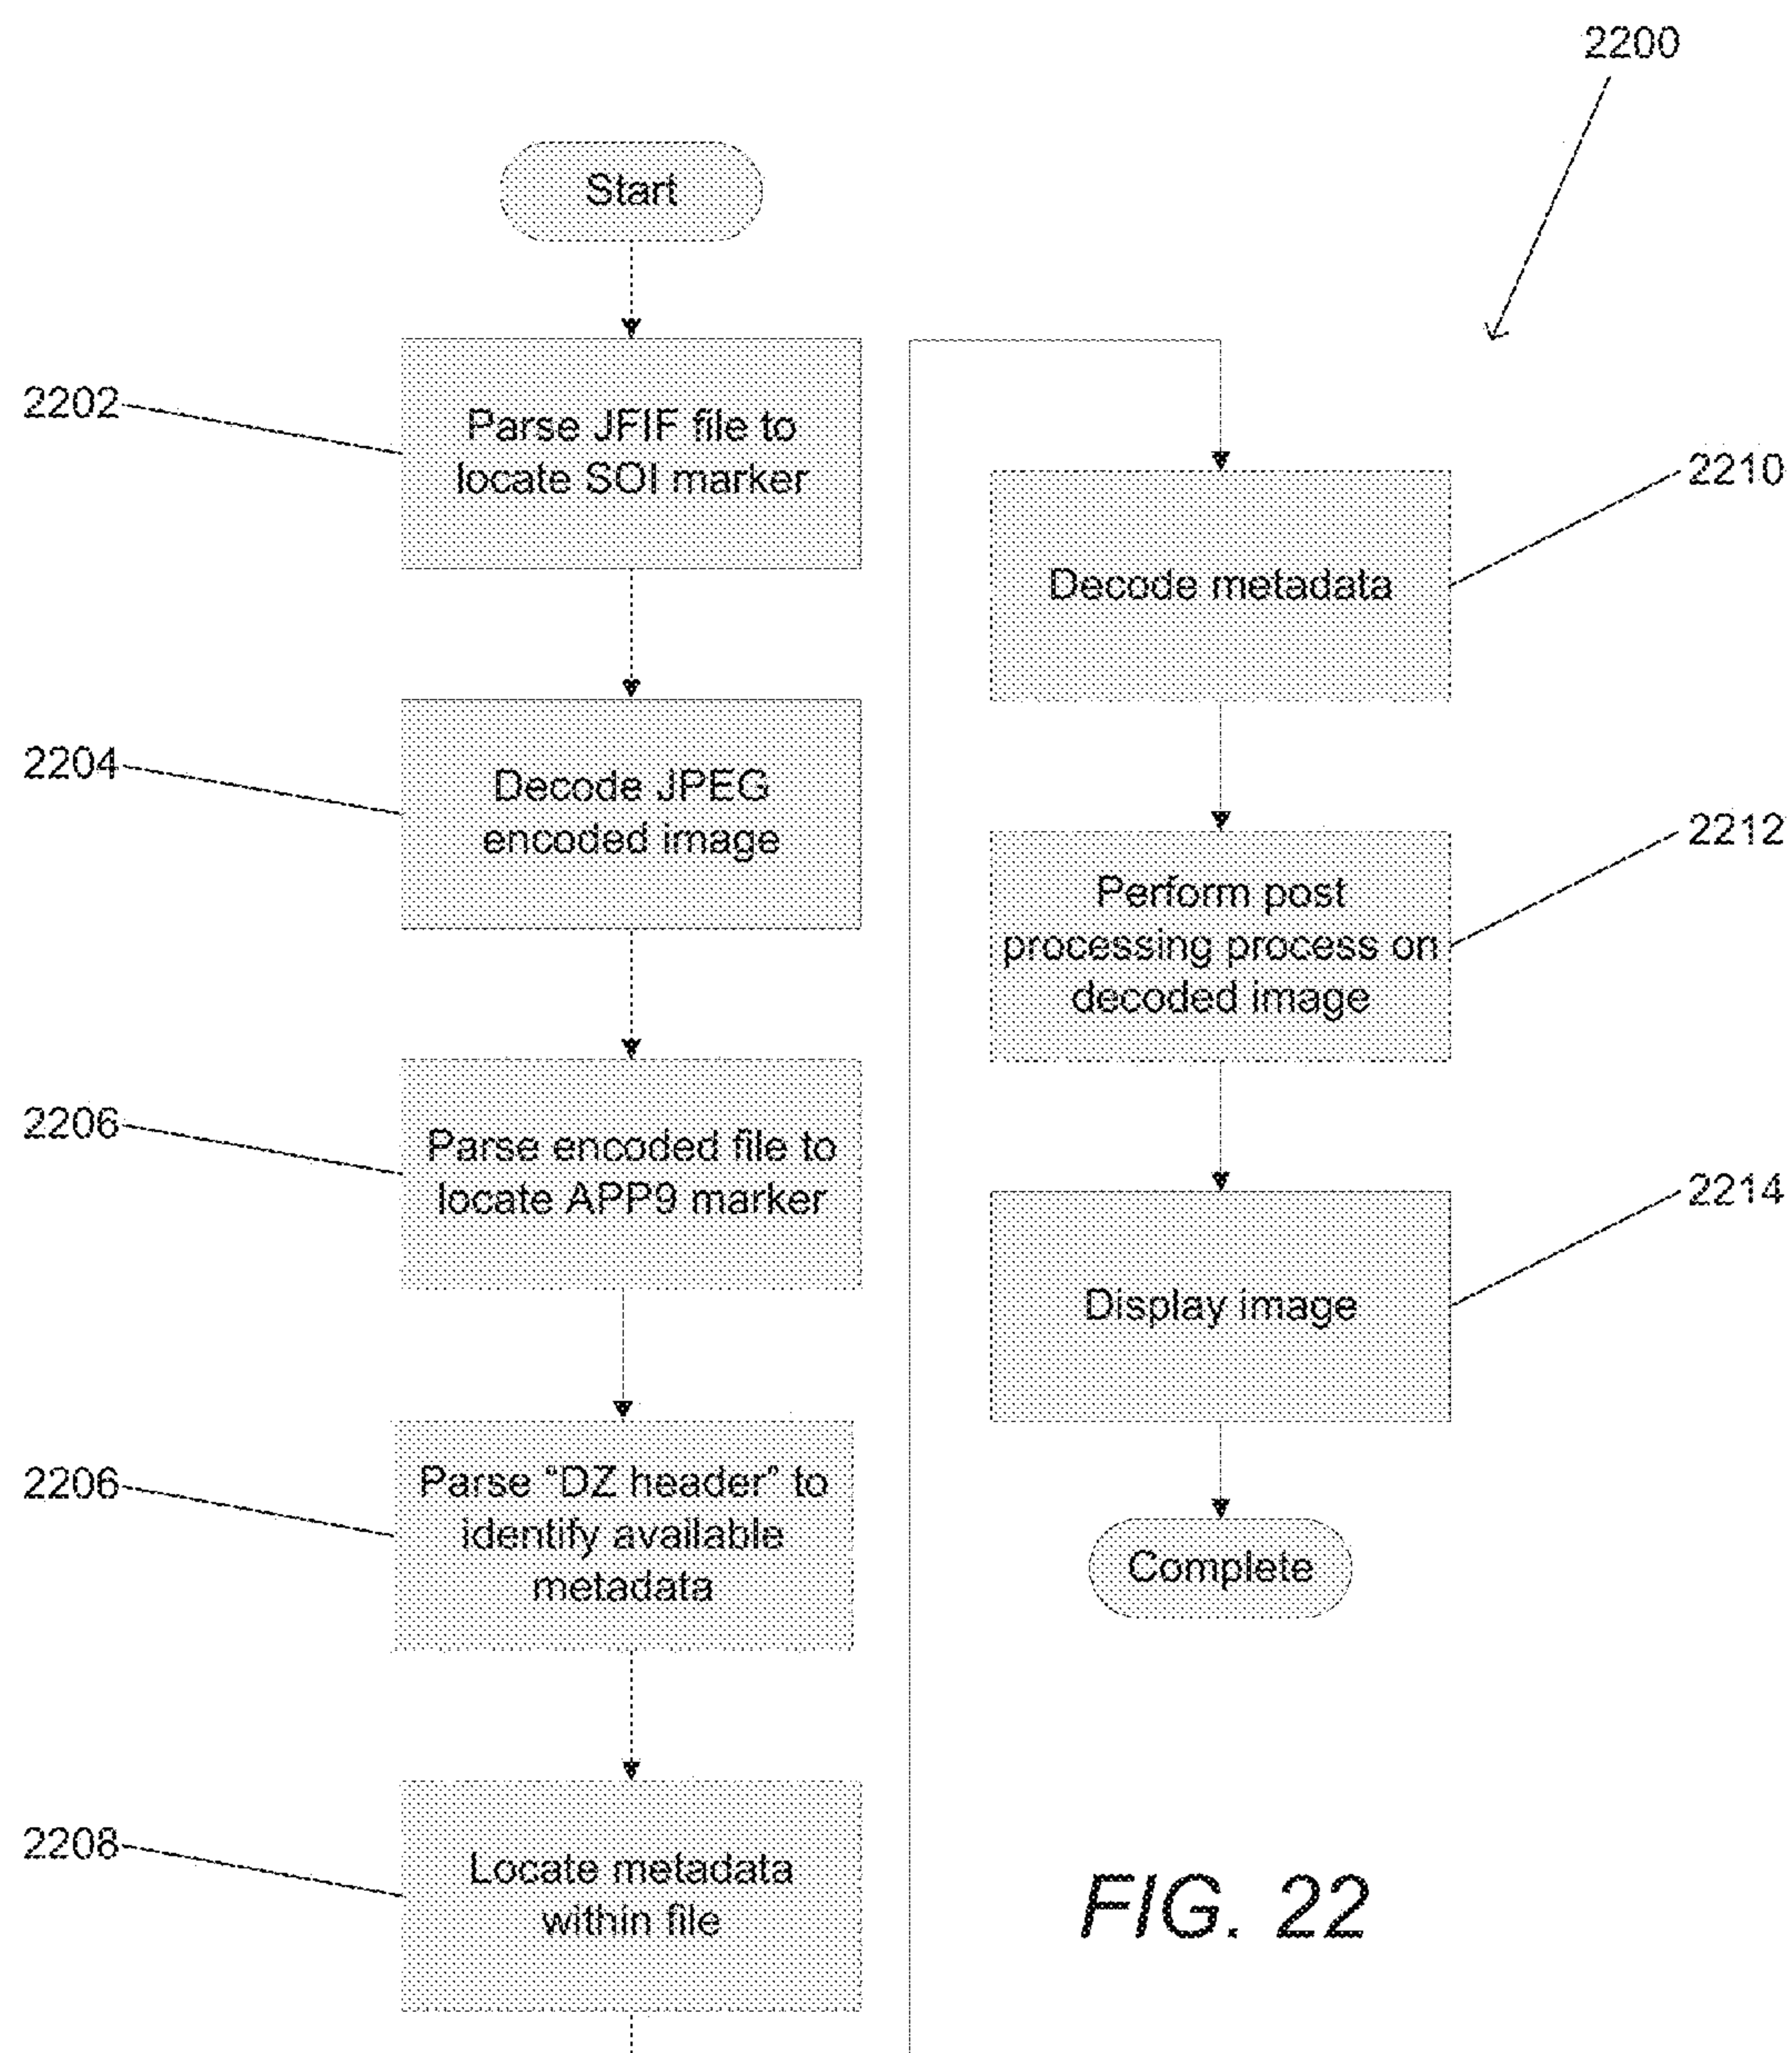 2200
Start
2202
Parse JFIF file to
locate SOI marker
2204
Decode JPEG
encoded image
2206
Parse encoded file to
locate APP9 marker
2206
Parse “DZ header” to
identify available
metadata
2208
Locate metadata
within file
2210
Decode metadata
2212
Perform post
processing process on
decoded image
2214
Display image
Complete
FIG. 22